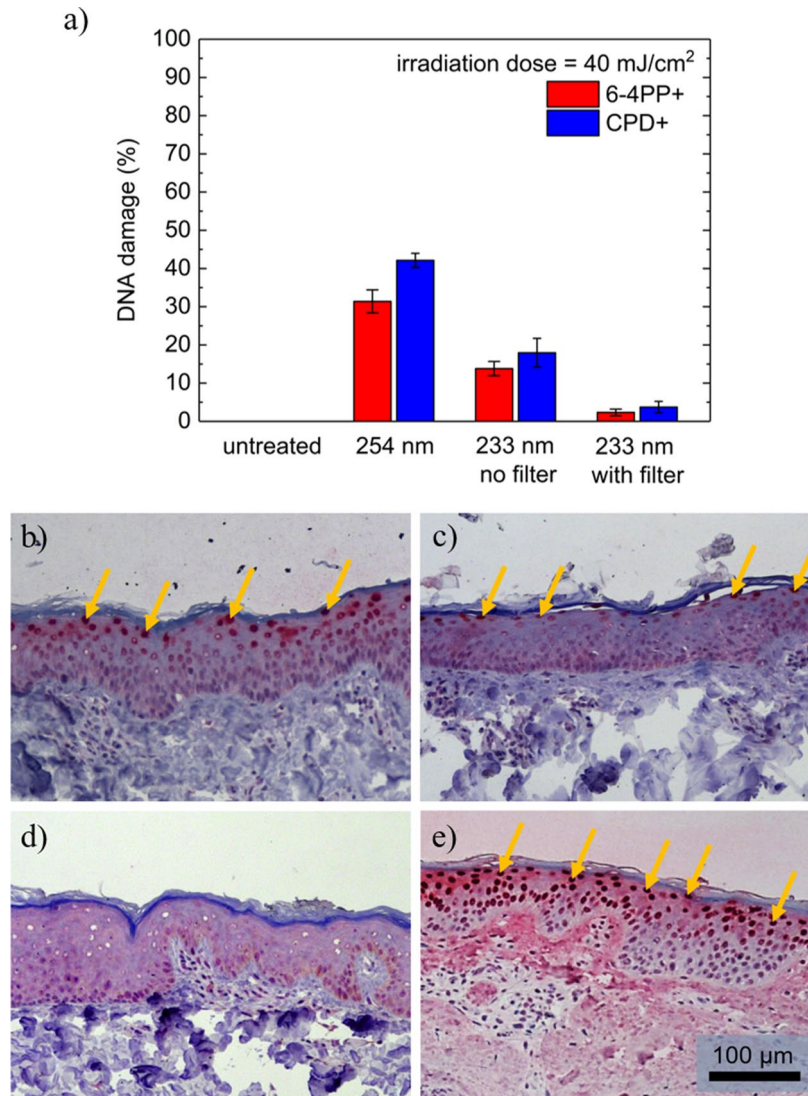 a)
100
90
80
70
60
50
40
30
20
10
0
DNA damage (%)
irradiation dose = 40 mJ/cm²
6-4PP+
CPD+
untreated
254 nm
233 nm
no filter
233 nm
with filter
b)
c)
d)
e)
100 µm